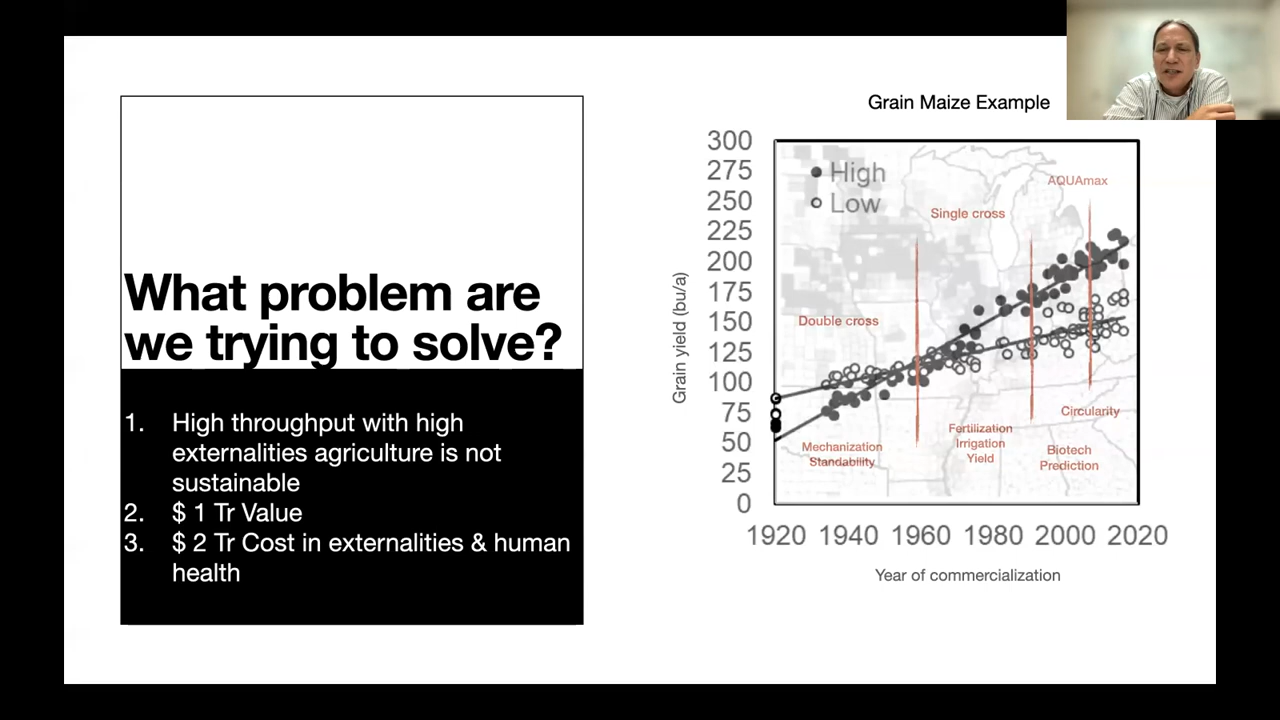 What problem are
we trying to solve?
1. High throughput with high
externalities agriculture is not
sustainable
2. $ 1 Tr Value
3. $ 2 Tr Cost in externalities & human
health
Grain Maize Example
Grain yield (bu/a)
300
275
250
225
200
175
150
125
100
75
50
25
0
High
Low
AQUAmax
Single cross
Double cross
Circularity
Fertilization
Irrigation
Yield
Mechanization
Standability
Biotech
Prediction
1920 1940 1960 1980 2000 2020
Year of commercialization